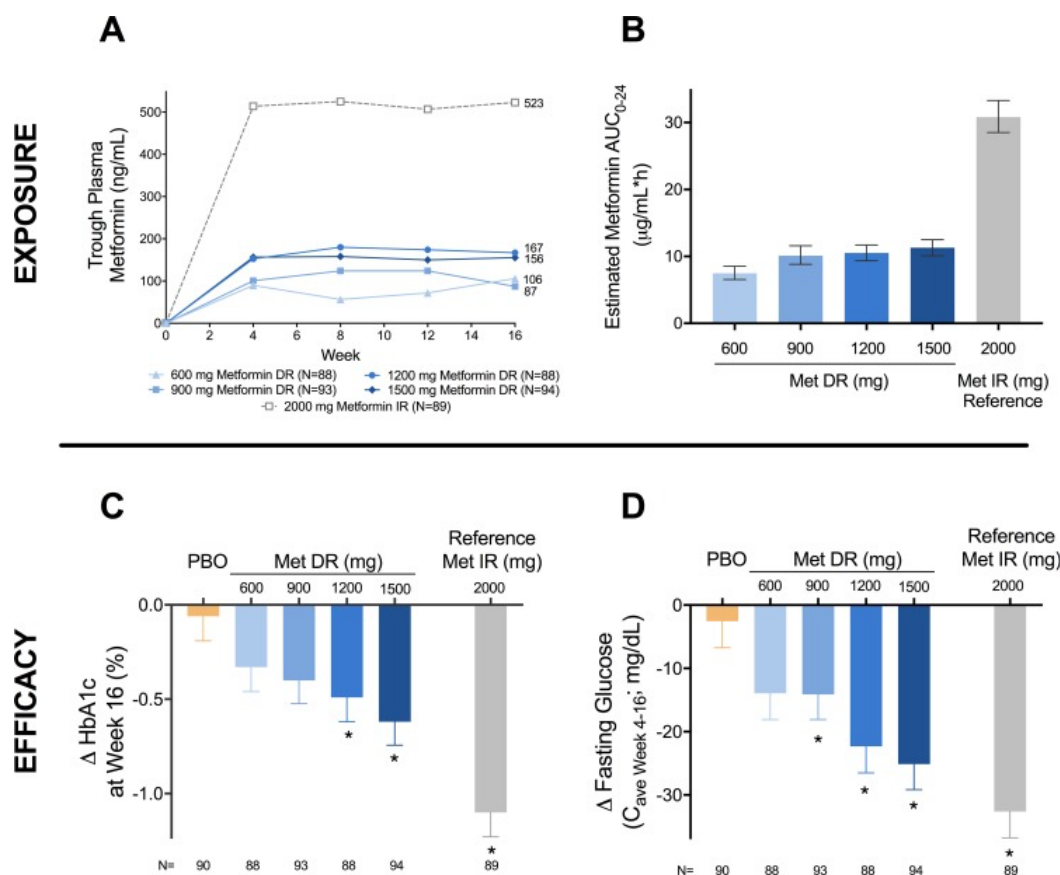 EXPOSURE
A
Trough Plasma
Metformin (ng/mL)
500
400
300
200
100
0
523
167
156
106
87
0 2 4 6 8 10 12 14 16
Week
600 mg Metformin DR (N=88)
1200 mg Metformin DR (N=88)
900 mg Metformin DR (N=93)
1500 mg Metformin DR (N=94)
2000 mg Metformin IR (N=89)
B
Estimated Metformin AUC0-24
(μg/mL*h)
30
20
10
0
600 900 1200 1500 2000
Met DR (mg)
Met IR (mg)
Reference
EFFICACY
C
Reference
PBO Met DR (mg) Met IR (mg)
600 900 1200 1500 2000
Δ HbA1c
at Week 16 (%)
0.0
-0.5
-1.0
* * *
N= 90 88 93 88 94 89
D
Reference
PBO Met DR (mg) Met IR (mg)
600 900 1200 1500 2000
Δ Fasting Glucose
(Cave Week 4-16; mg/dL)
0
-10
-20
-30
* * * *
N= 90 88 93 88 94 89